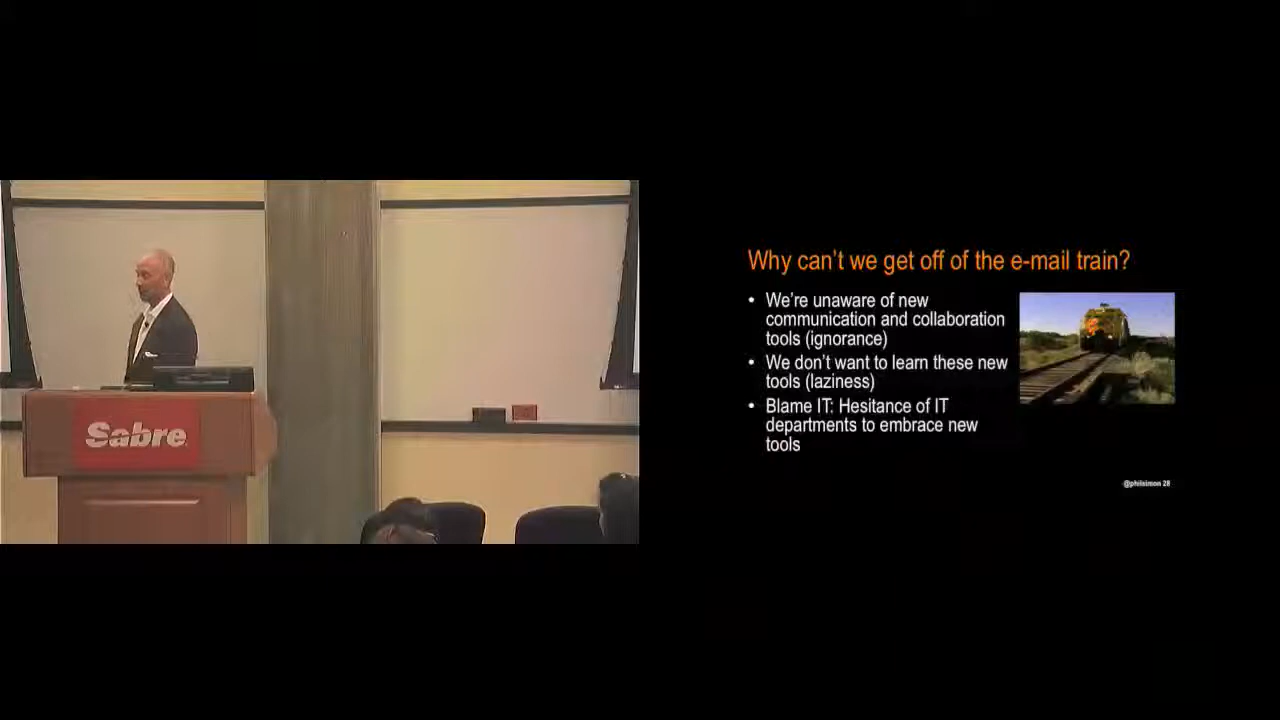 Sabre
Why can't we get off of the e-mail train?
• We're unaware of new
communication and collaboration
tools (ignorance)
• We don't want to learn these new
tools (laziness)
• Blame IT: Hesitance of IT
departments to embrace new
tools
@philsimon 28